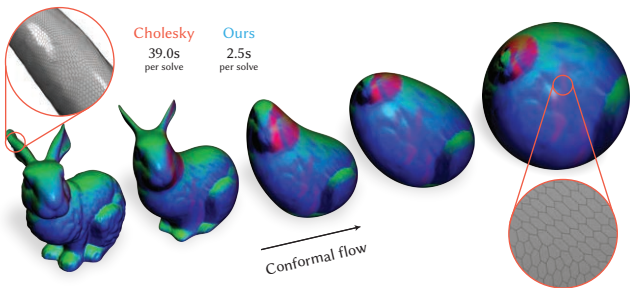 Cholesky Ours
39.0s 2.5s
per solve per solve
Conformal flow